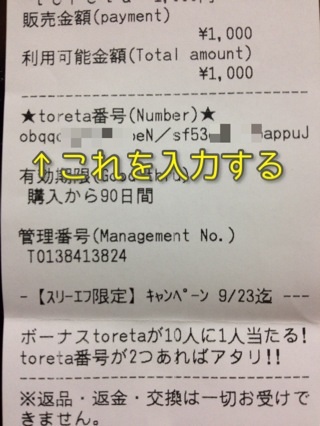 販売金額(payment)
¥1,000
利用可能金額(Total amount)
¥1,000
★toreta番号(Number)★
↑これを入力する
購入から90日間
管理番号(Management No.)
T0138413824
-【スリーエフ限定】ｷｬﾝﾍﾟｰﾝ 9/23迄 ---
ボーナスtoretaが10人に1人当たる!
toreta番号が2つあればアタリ!!
※返品・返金・交換は一切お受けで
きません。